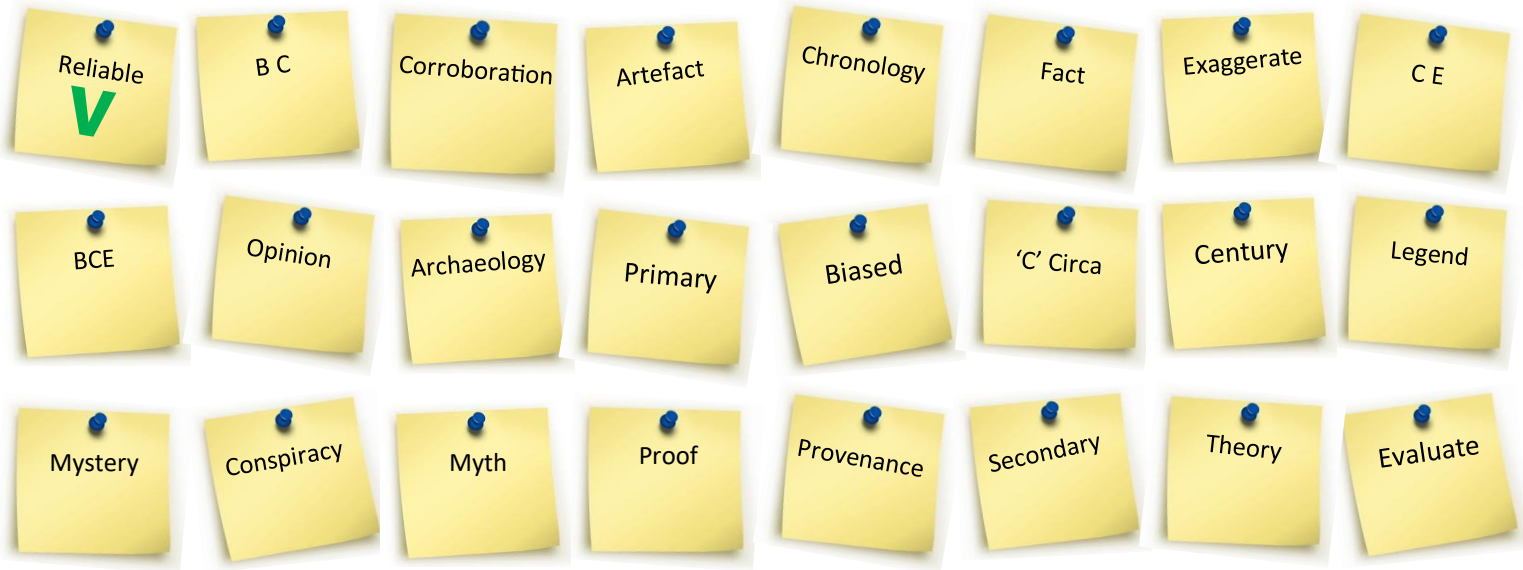 Reliable
V
B C
Corroboration
Artefact
Chronology
Fact
Exaggerate
C E
BCE
Opinion
Archaeology
Primary
Biased
‘C’ Circa
Century
Legend
Mystery
Conspiracy
Myth
Proof
Provenance
Secondary
Theory
Evaluate